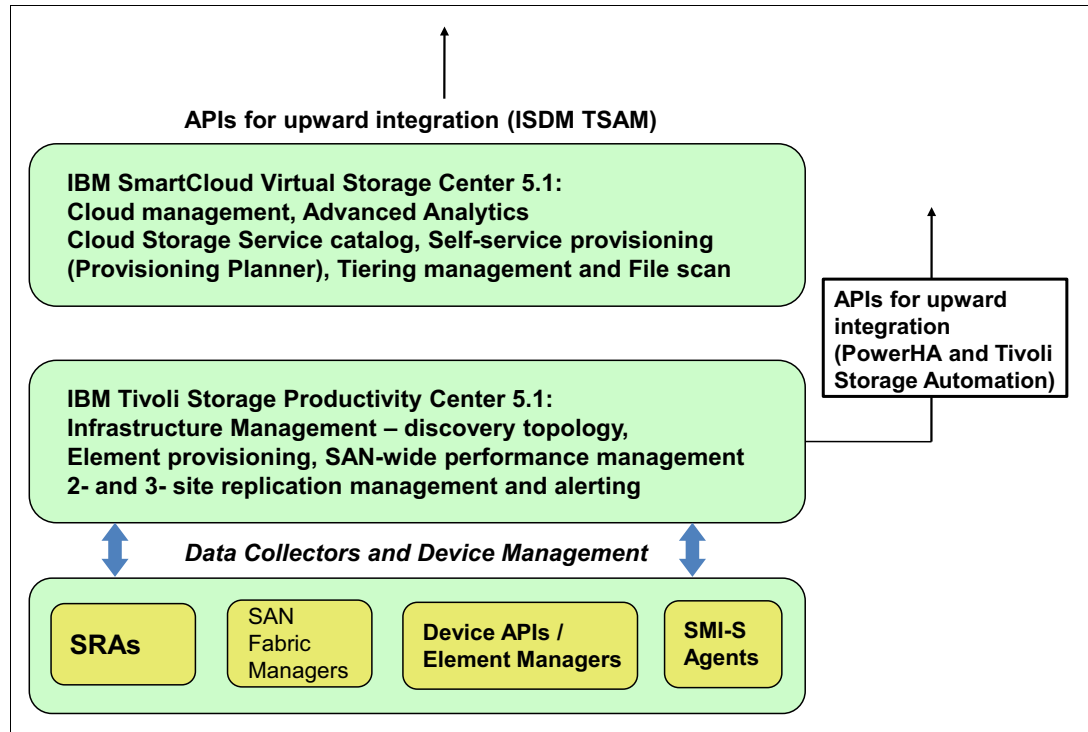 APIs for upward integration (ISDM TSAM)
IBM SmartCloud Virtual Storage Center 5.1:
Cloud management, Advanced Analytics
Cloud Storage Service catalog, Self-service provisioning
(Provisioning Planner), Tiering management and File scan
APIs for upward
integration
(PowerHA and Tivoli
Storage Automation)
IBM Tivoli Storage Productivity Center 5.1:
Infrastructure Management – discovery topology,
Element provisioning, SAN-wide performance management
2- and 3- site replication management and alerting
Data Collectors and Device Management
SRAs
SAN
Fabric
Managers
Device APIs /
Element Managers
SMI-S
Agents